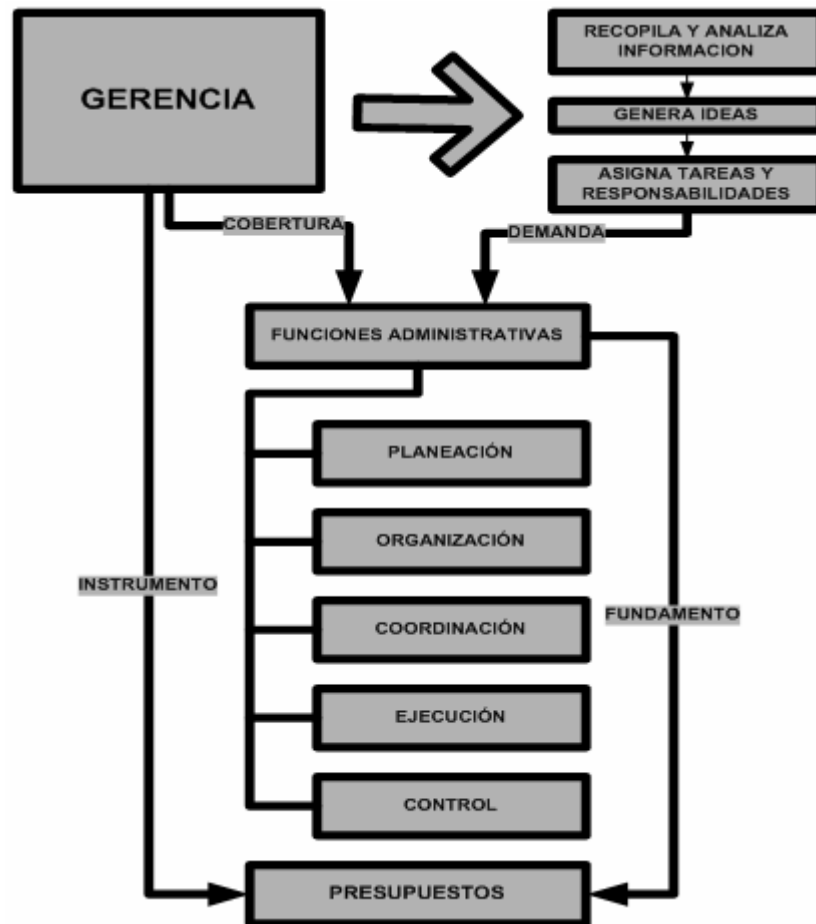 GERENCIA
RECOPILA Y ANALIZA
INFORMACION
GENERA IDEAS
ASIGNA TAREAS Y
RESPONSABILIDADES
COBERTURA
DEMANDA
FUNCIONES ADMINISTRATIVAS
PLANEACIÓN
ORGANIZACIÓN
INSTRUMENTO
COORDINACIÓN
FUNDAMENTO
EJECUCIÓN
CONTROL
PRESUPUESTOS